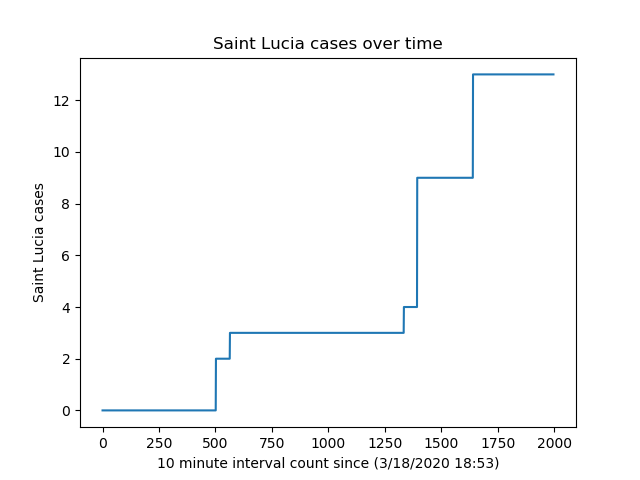 Saint Lucia cases over time
12
10
8
6
4
2
0
Saint Lucia cases
0 250 500 750 1000 1250 1500 1750 2000
10 minute interval count since (3/18/2020 18:53)